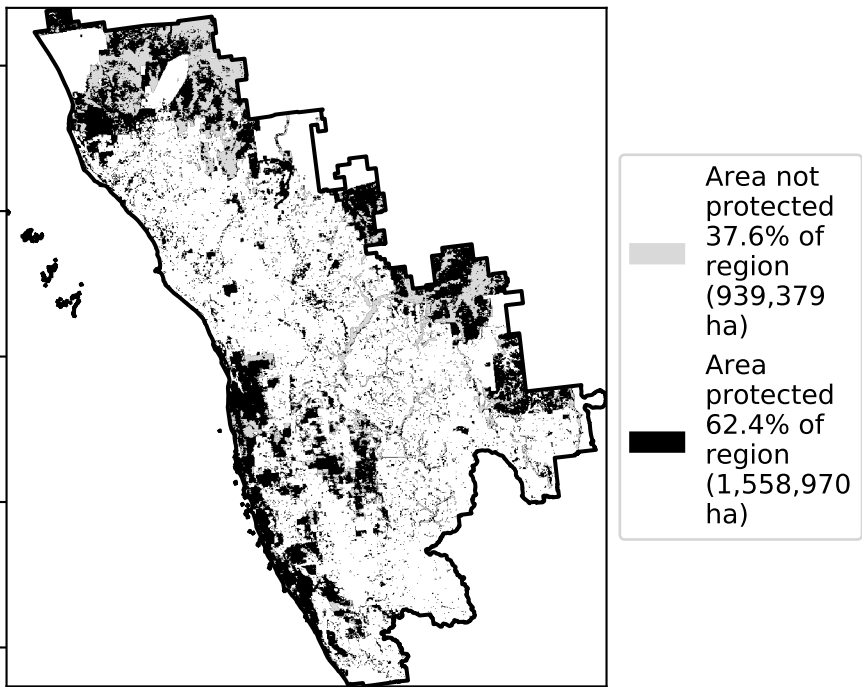 Area not
protected
37.6% of
region
(939,379
ha)
Area
protected
62.4% of
region
(1,558,970
ha)